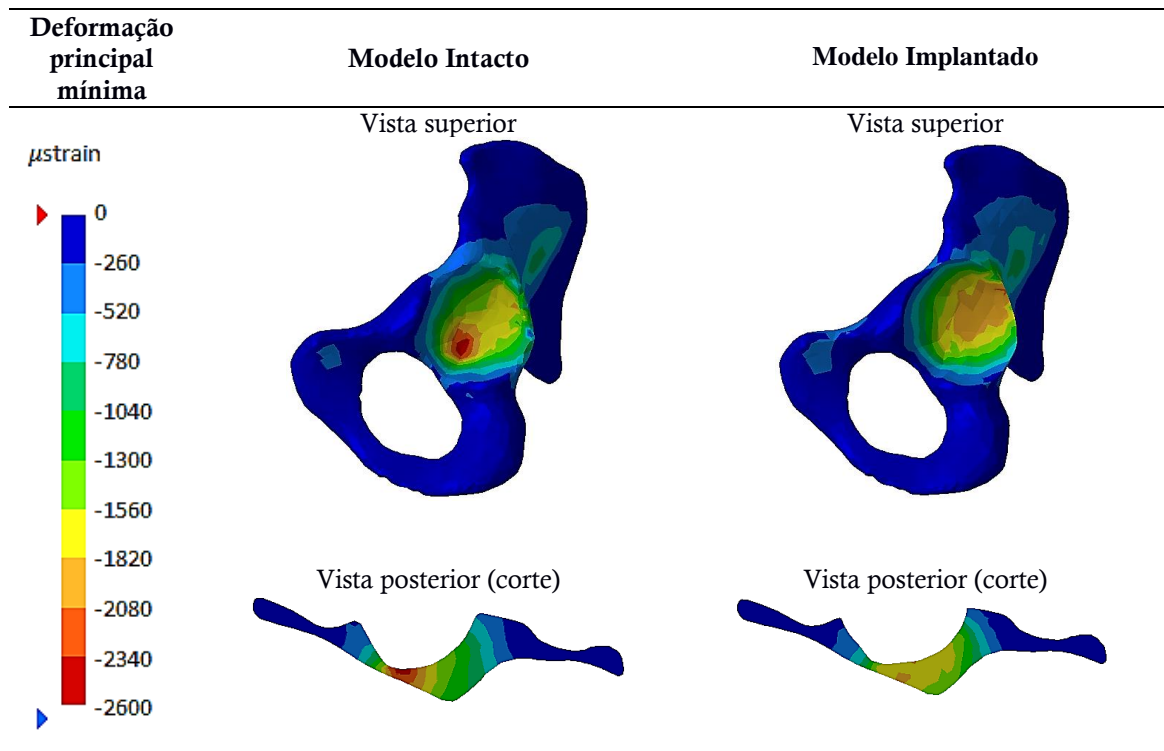 Deformação
principal
mínima
Modelo Intacto
Modelo Implantado
Vista superior
Vista superior
μstrain
0
-260
-520
-780
-1040
-1300
-1560
-1820
-2080
-2340
-2600
Vista posterior (corte)
Vista posterior (corte)